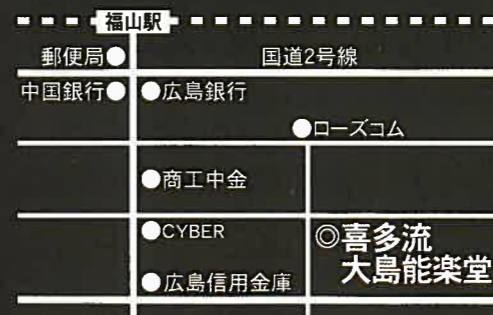 福山駅
郵便局●
国道2号線
中国銀行●
●広島銀行
●ローズコム
●商工中金
●CYBER
◎喜多流
大島能楽堂
●広島信用金庫